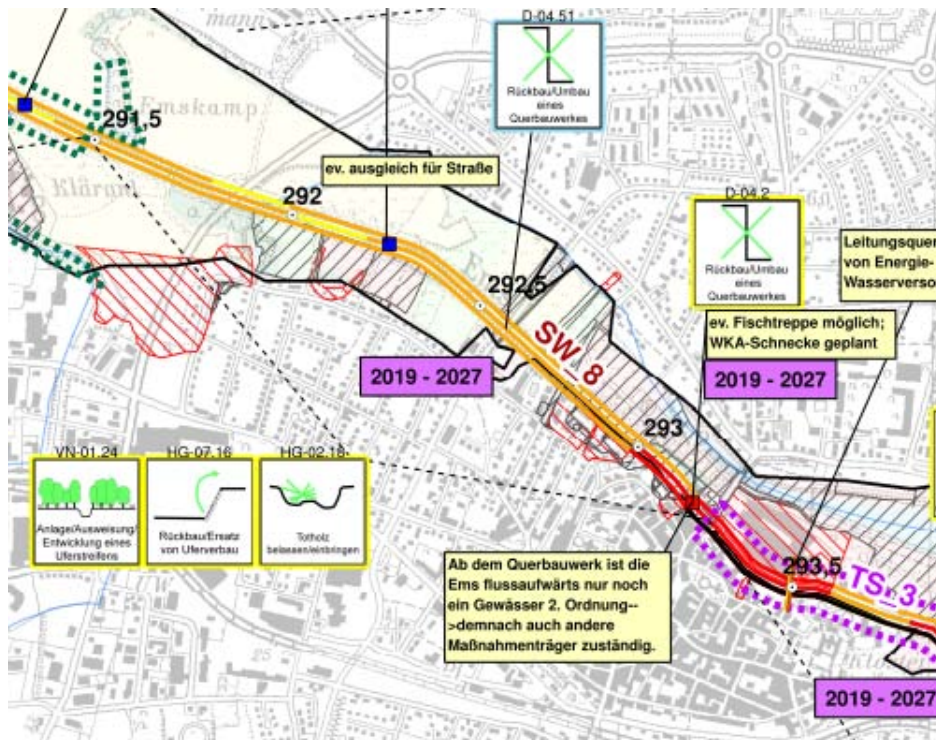 mann
D-04.51
Rückbau/Umbau
eines
Querbauwerkes
Emskamp
291,5
ev. ausgleich für Straße
Kläranl
292
D-04.2
Rückbau/Umbau
eines
Querbauwerkes
Leitungsquer
von Energie-
Wasserverso
292,5
ev. Fischtreppe möglich;
WKA-Schnecke geplant
SW_8
2019 - 2027
2019 - 2027
293
VN-01.24
HG-07.16
HG-02.18
Anlage/Ausweisung/
Entwicklung eines
Uferstreifens
Rückbau/Ersatz
von Uferverbau
Totholz
belassen/einbringen
Ab dem Querbauwerk ist die
Ems flussaufwärts nur noch
ein Gewässer 2. Ordnung--
>demnach auch andere
Maßnahmenträger zuständig.
293,5
TS_3
25
2019 - 2027